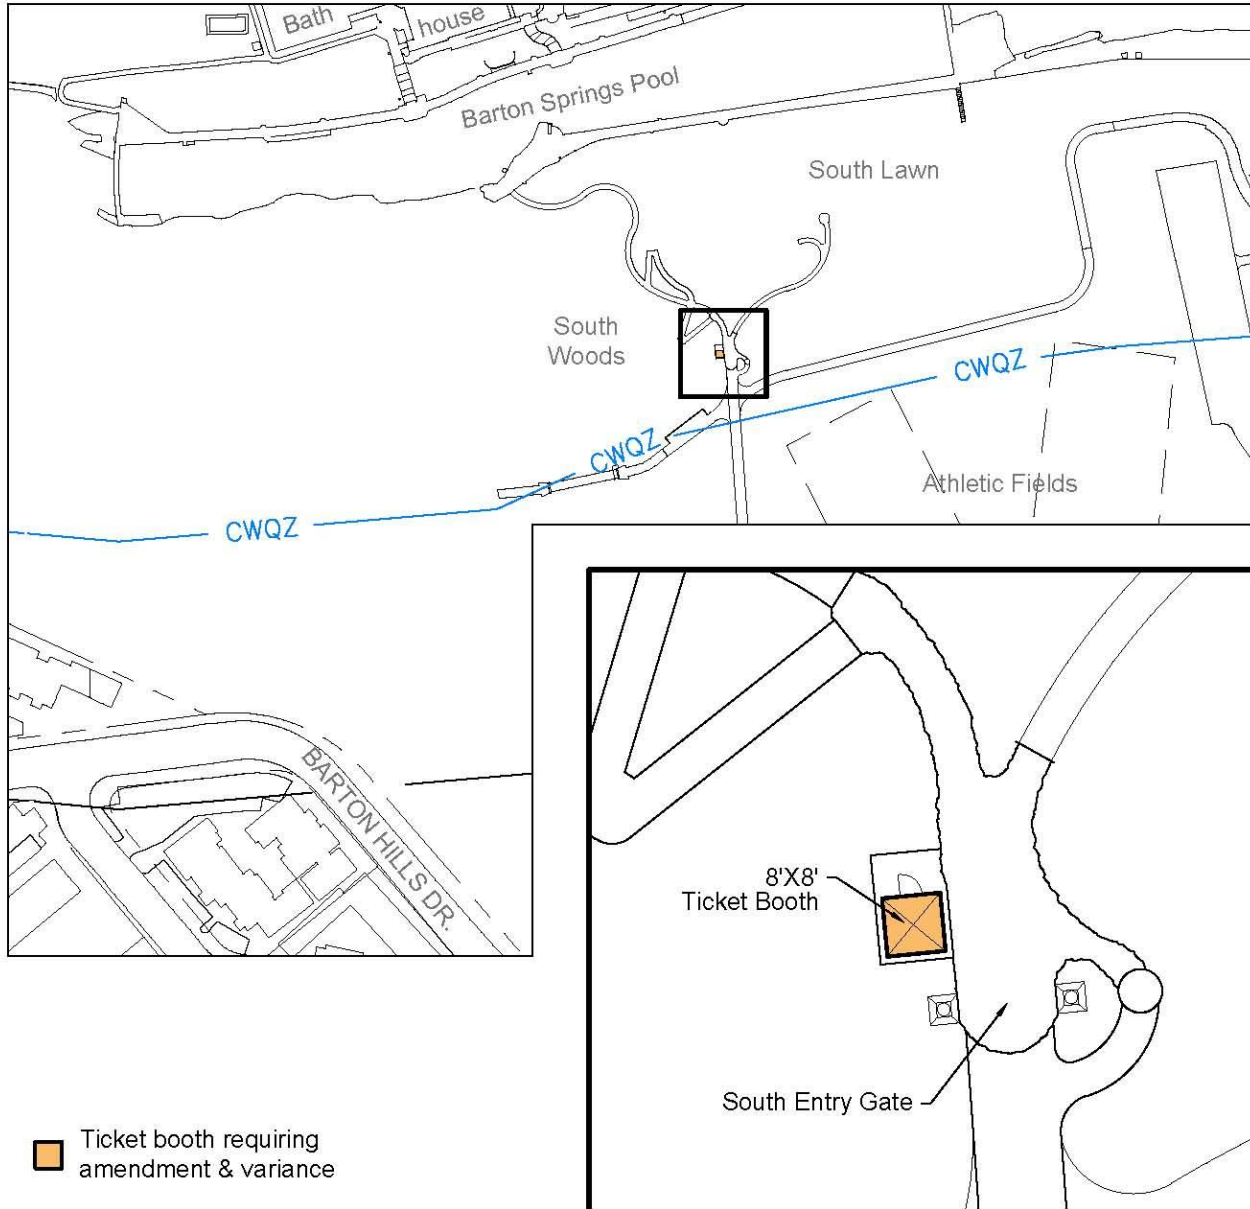 Bath house
Barton Springs Pool
South Lawn
South
Woods
CWQZ
CWQZ
CWQZ
Athletic Fields
BARTON HILLS DR.
8'X8'
Ticket Booth
South Entry Gate
Ticket booth requiring
amendment & variance